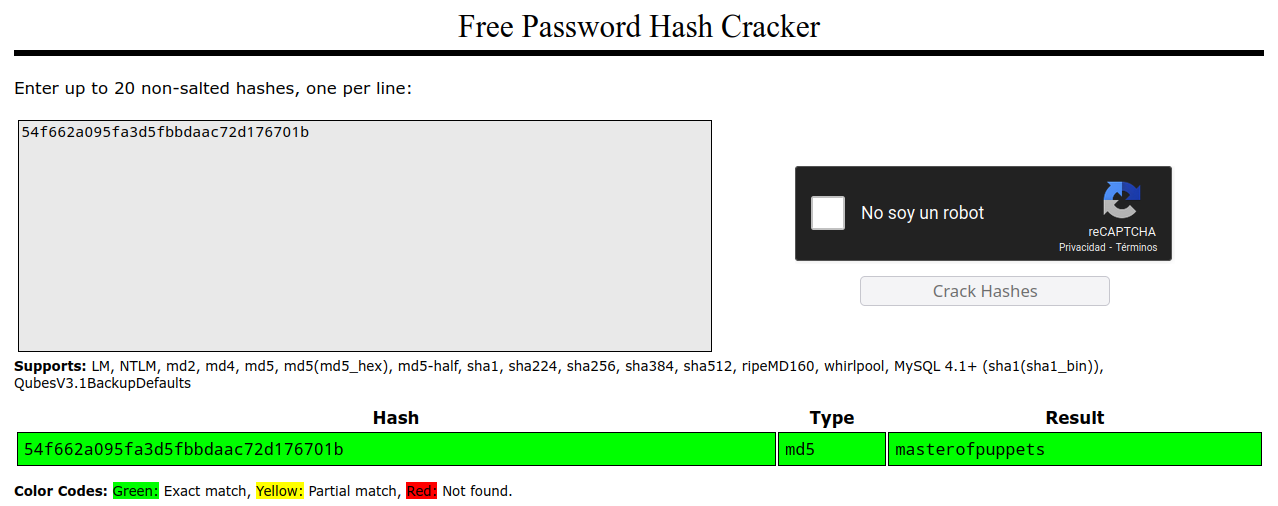 Free Password Hash Cracker
Enter up to 20 non-salted hashes, one per line:
54f662a095fa3d5fbbdaac72d176701b
No soy un robot
reCAPTCHA
Privacidad - Términos
Crack Hashes
Supports: LM, NTLM, md2, md4, md5, md5(md5_hex), md5-half, sha1, sha224, sha256, sha384, sha512, ripeMD160, whirlpool, MySQL 4.1+ (sha1(sha1_bin)),
QubesV3.1BackupDefaults
Hash Type Result
54f662a095fa3d5fbbdaac72d176701b md5 masterofpuppets
Color Codes: Green: Exact match, Yellow: Partial match, Red: Not found.